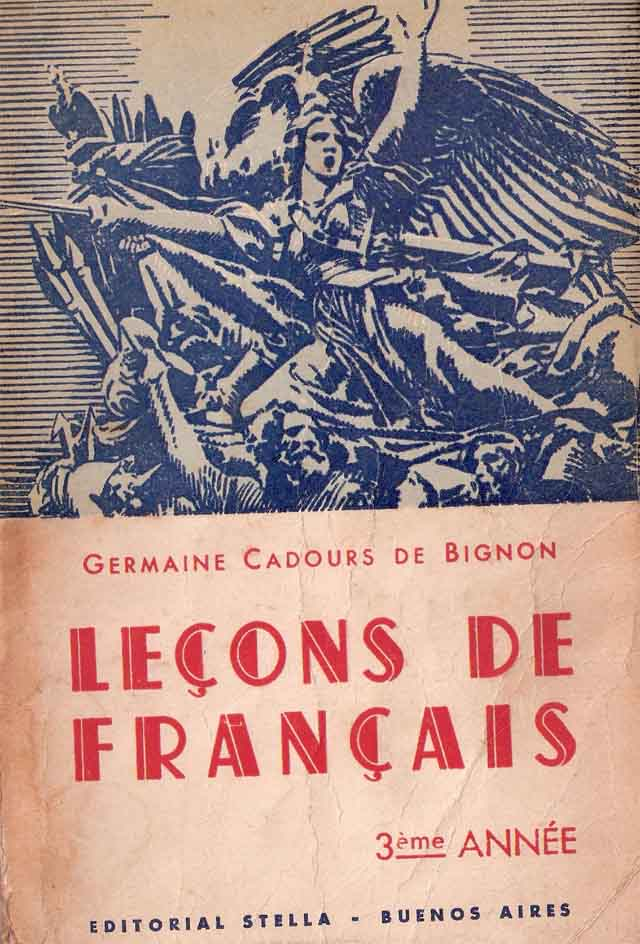 GERMAINE CADOURS DE BIGNON
LEÇONS DE
FRANÇAIS
3ème ANNÉE
EDITORIAL STELLA - BUENOS AIRES